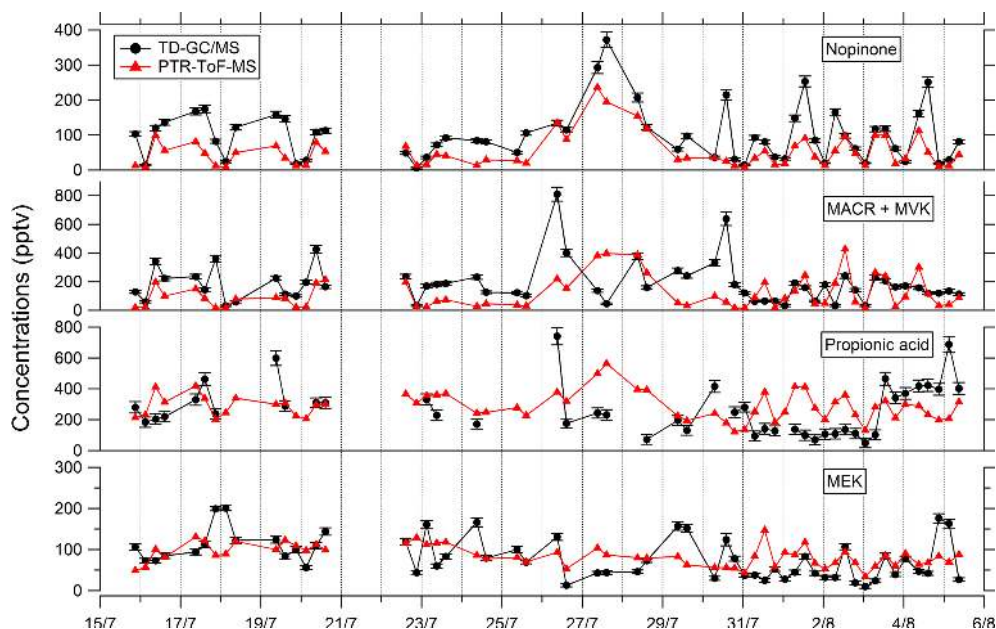 400
300
200
100
0
TD-GC/MS
PTR-ToF-MS
Nopinone
800
600
400
200
0
MACR + MVK
800
600
400
200
0
Propionic acid
300
200
100
0
MEK
Concentrations (pptv)
15/7 17/7 19/7 21/7 23/7 25/7 27/7 29/7 31/7 2/8 4/8 6/8